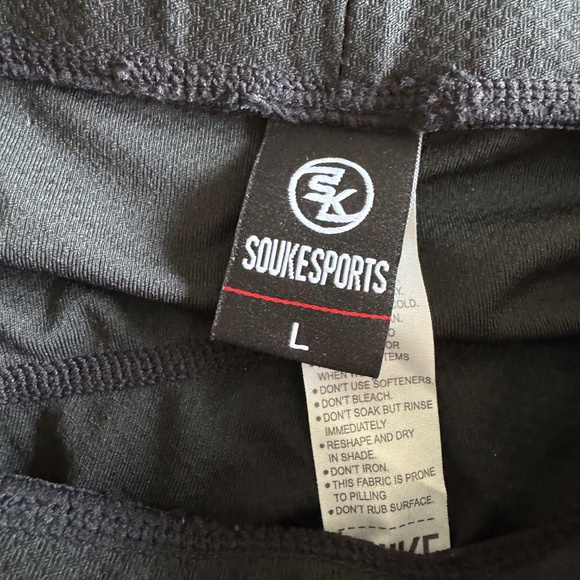 SK
SOUKESPORTS
L
COLD.
OR
WHEN
• DON'T USE SOFTENERS
• DON'T BLEACH.
• DON'T SOAK BUT RINSE
IMMEDIATELY
• RESHAPE AND DRY
IN SHADE.
• DON'T IRON.
• THIS FABRIC IS PRONE
TO PILLING
• DON'T RUB SURFACE.